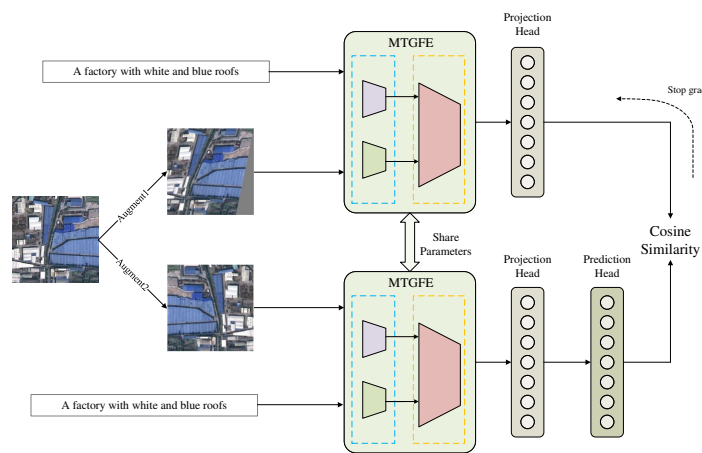 Projection
Head
MTGFE
A factory with white and blue roofs
Stop gra
Augment1
Augment2
Share
Parameters
Cosine
Similarity
MTGFE
Projection
Head
Prediction
Head
A factory with white and blue roofs